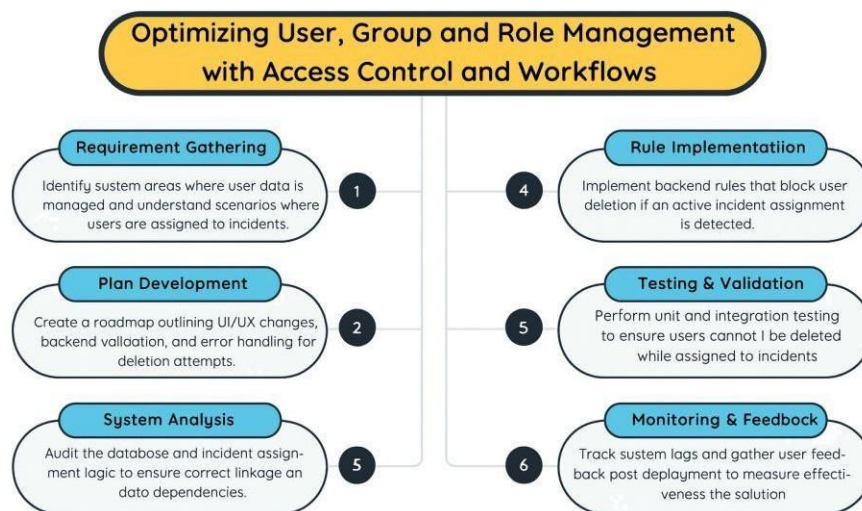 Optimizing User, Group and Role Management
with Access Control and Workflows
Requirement Gathering
Identify system areas where user data is
managed and understand scenarios where
users are assigned to incidents.
1
Plan Development
Create a roadmap outlining UI/UX changes,
backend vallaation, and error handling for
deletion attempts.
2
System Analysis
Audit the databose and incident assign-
ment logic to ensure correct linkage an
dato dependencies.
5
Rule Implementatiion
4
Implement backend rules that block user
deletion if an active incident assignment
is detected.
Testing & Validation
5
Perform unit and integration testing
to ensure users cannot I be deleted
while assigned to incidents
Monitoring & Feedback
6
Track sustem lags and gather user feed-
back post deployment to measure effecti-
veness the salution